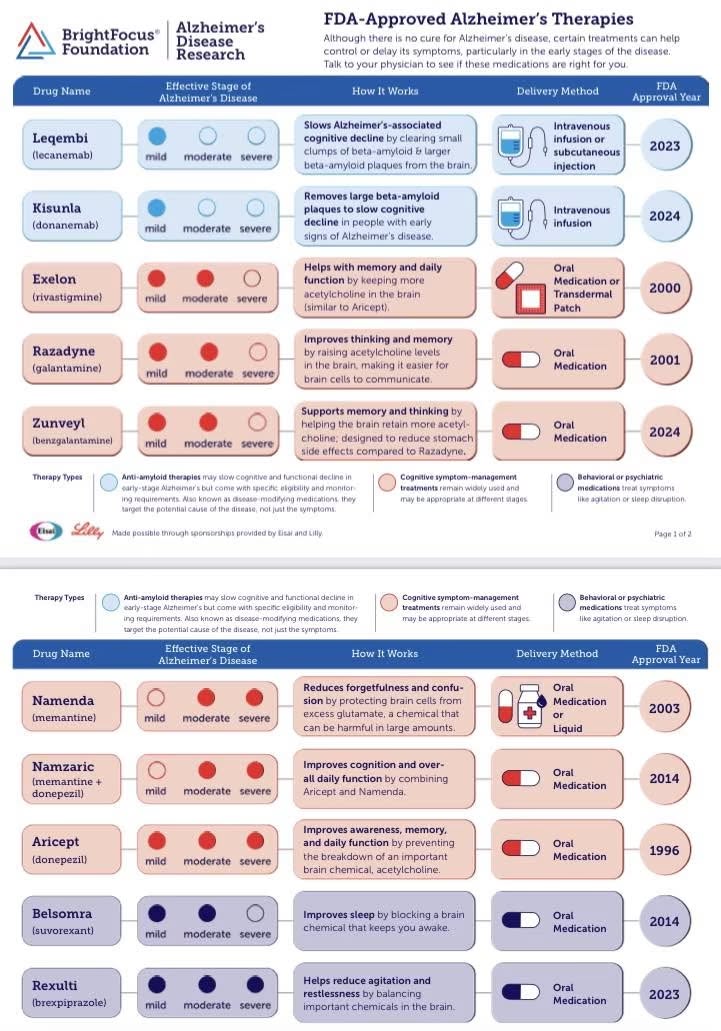 BrightFocus®
Foundation
Alzheimer's
Disease
Research
FDA-Approved Alzheimer's Therapies
Although there is no cure for Alzheimer's disease, certain treatments can help
control or delay its symptoms, particularly in the early stages of the disease.
Talk to your physician to see if these medications are right for you.
Drug Name
Effective Stage of
Alzheimer's Disease
How It Works
Delivery Method
FDA
Approval Year
Leqembi
(lecanemab)
mild moderate severe
Slows Alzheimer's-associated
cognitive decline by clearing small
clumps of beta-amyloid & larger
beta-amyloid plaques from the brain.
Intravenous
infusion or
subcutaneous
injection
2023
Kisunla
(donanemab)
mild moderate severe
Removes large beta-amyloid
plaques to slow cognitive
decline in people with early
signs of Alzheimer's disease.
Intravenous
infusion
2024
Exelon
(rivastigmine)
mild moderate severe
Helps with memory and daily
function by keeping more
acetylcholine in the brain
(similar to Aricept).
Oral
Medication or
Transdermal
Patch
2000
Razadyne
(galantamine)
mild moderate severe
Improves thinking and memory
by raising acetylcholine levels
in the brain, making it easier for
brain cells to communicate.
Oral
Medication
2001
Zunveyl
(benzgalantamine)
mild moderate severe
Supports memory and thinking by
helping the brain retain more acetyl-
choline; designed to reduce stomach
side effects compared to Razadyne.
Oral
Medication
2024
Therapy Types
Anti-amyloid therapies may slow cognitive and functional decline in
early-stage Alzheimer's but come with specific eligibility and monitor-
ing requirements. Also known as disease-modifying medications, they
target the potential cause of the disease, not just the symptoms.
Cognitive symptom-management
treatments remain widely used and
may be appropriate at different stages.
Behavioral or psychiatric
medications treat symptoms
like agitation or sleep disruption.
Eisai
Lilly
Made possible through sponsorships provided by Eisai and Lilly.
Page 1 of 2
Therapy Types
Anti-amyloid therapies may slow cognitive and functional decline in
early-stage Alzheimer's but come with specific eligibility and monitor-
ing requirements. Also known as disease-modifying medications, they
target the potential cause of the disease, not just the symptoms.
Cognitive symptom-management
treatments remain widely used and
may be appropriate at different stages.
Behavioral or psychiatric
medications treat symptoms
like agitation or sleep disruption.
Drug Name
Effective Stage of
Alzheimer's Disease
How It Works
Delivery Method
FDA
Approval Year
Namenda
(memantine)
mild moderate severe
Reduces forgetfulness and confu-
sion by protecting brain cells from
excess glutamate, a chemical that
can be harmful in large amounts.
Oral
Medication
or
Liquid
2003
Namzaric
(memantine +
donepezil)
mild moderate severe
Improves cognition and over-
all daily function by combining
Aricept and Namenda.
Oral
Medication
2014
Aricept
(donepezil)
mild moderate severe
Improves awareness, memory,
and daily function by preventing
the breakdown of an important
brain chemical, acetylcholine.
Oral
Medication
1996
Belsomra
(suvorexant)
mild moderate severe
Improves sleep by blocking a brain
chemical that keeps you awake.
Oral
Medication
2014
Rexulti
(brexpiprazole)
mild moderate severe
Helps reduce agitation and
restlessness by balancing
important chemicals in the brain.
Oral
Medication
2023